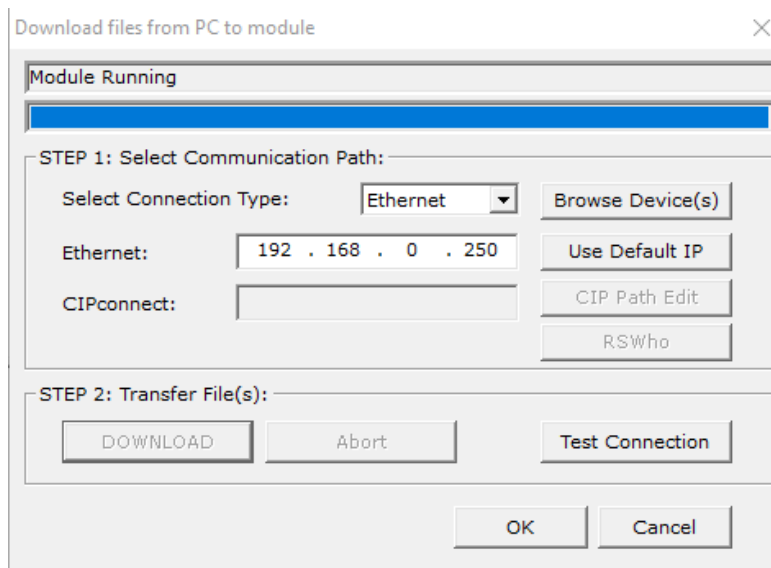 Download files from PC to module
Module Running
STEP 1: Select Communication Path:
Select Connection Type:
Ethernet
Browse Device(s)
Ethernet:
192 . 168 . 0 . 250
Use Default IP
CIPconnect:
CIP Path Edit
RSWho
STEP 2: Transfer File(s):
DOWNLOAD
Abort
Test Connection
OK
Cancel